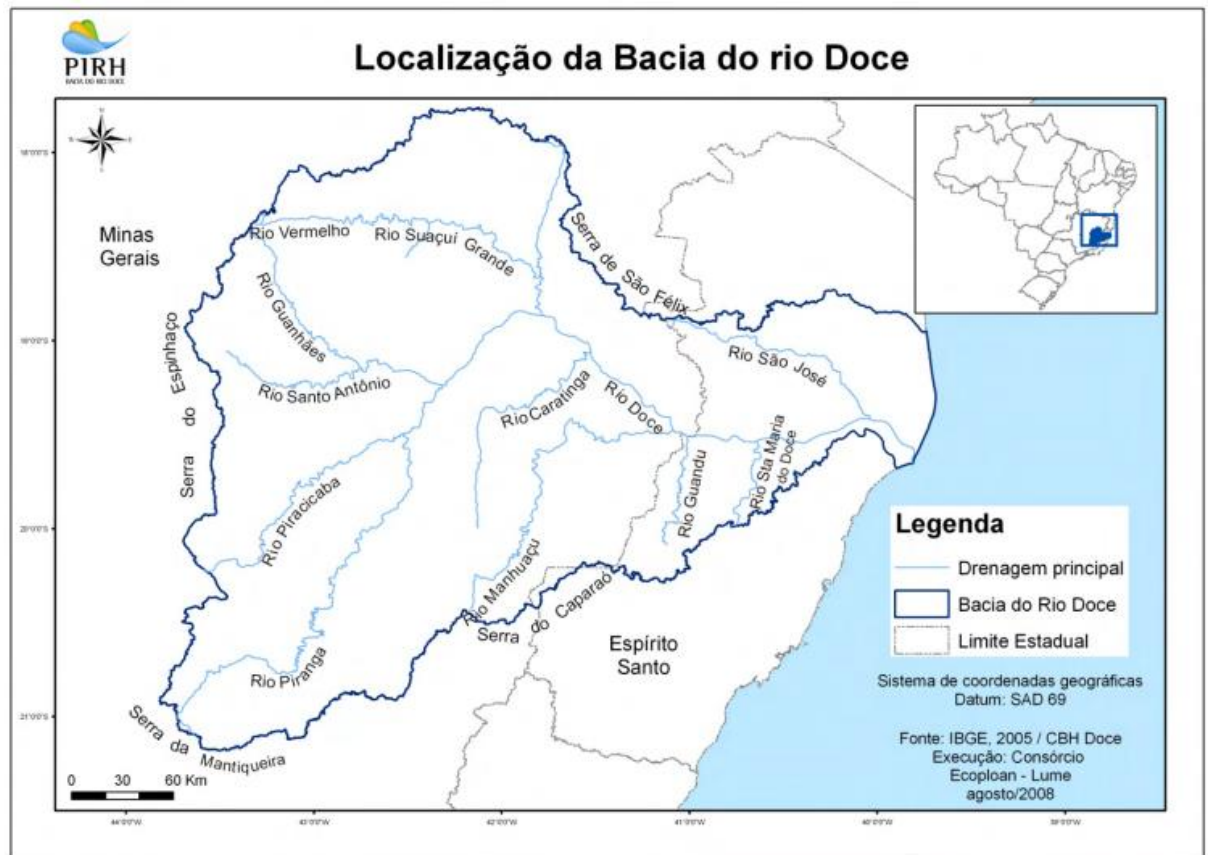 PIRH
BACIA DO RIO DOCE
Localização da Bacia do rio Doce
Minas
Gerais
Rio Vermelho
Rio Suaçuí Grande
Serra de São Félix
Rio Guanhães
Serra do Espinhaço
Rio Santo Antônio
Rio Caratinga
Rio Doce
Rio São José
Rio Piracicaba
Rio Manhuaçu
Rio Guandu
Rio Sta Maria
do Doce
Rio Piranga
Serra do Caparaó
Espírito
Santo
Serra da Mantiqueira
0 30 60 Km
Legenda
Drenagem principal
Bacia do Rio Doce
Limite Estadual
Sistema de coordenadas geográficas
Datum: SAD 69
Fonte: IBGE, 2005 / CBH Doce
Execução: Consórcio
Ecoploan - Lume
agosto/2008